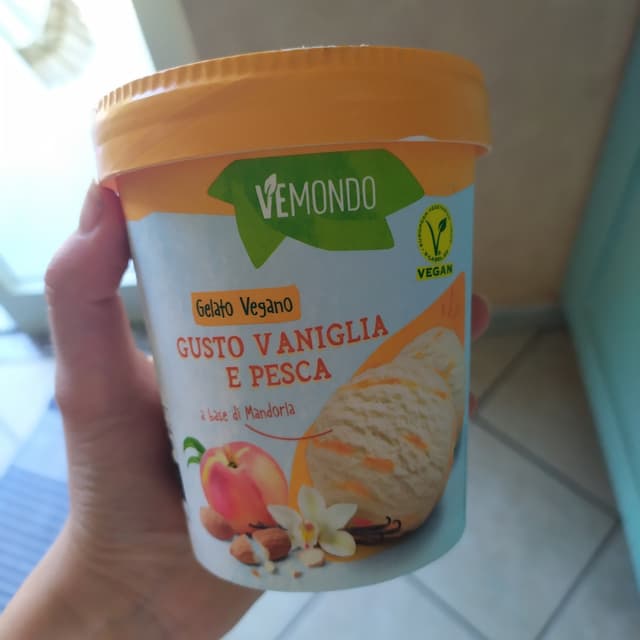 VEMONDO
VEGAN
Gelato Vegano
GUSTO VANIGLIA
E PESCA
a base di Mandorla